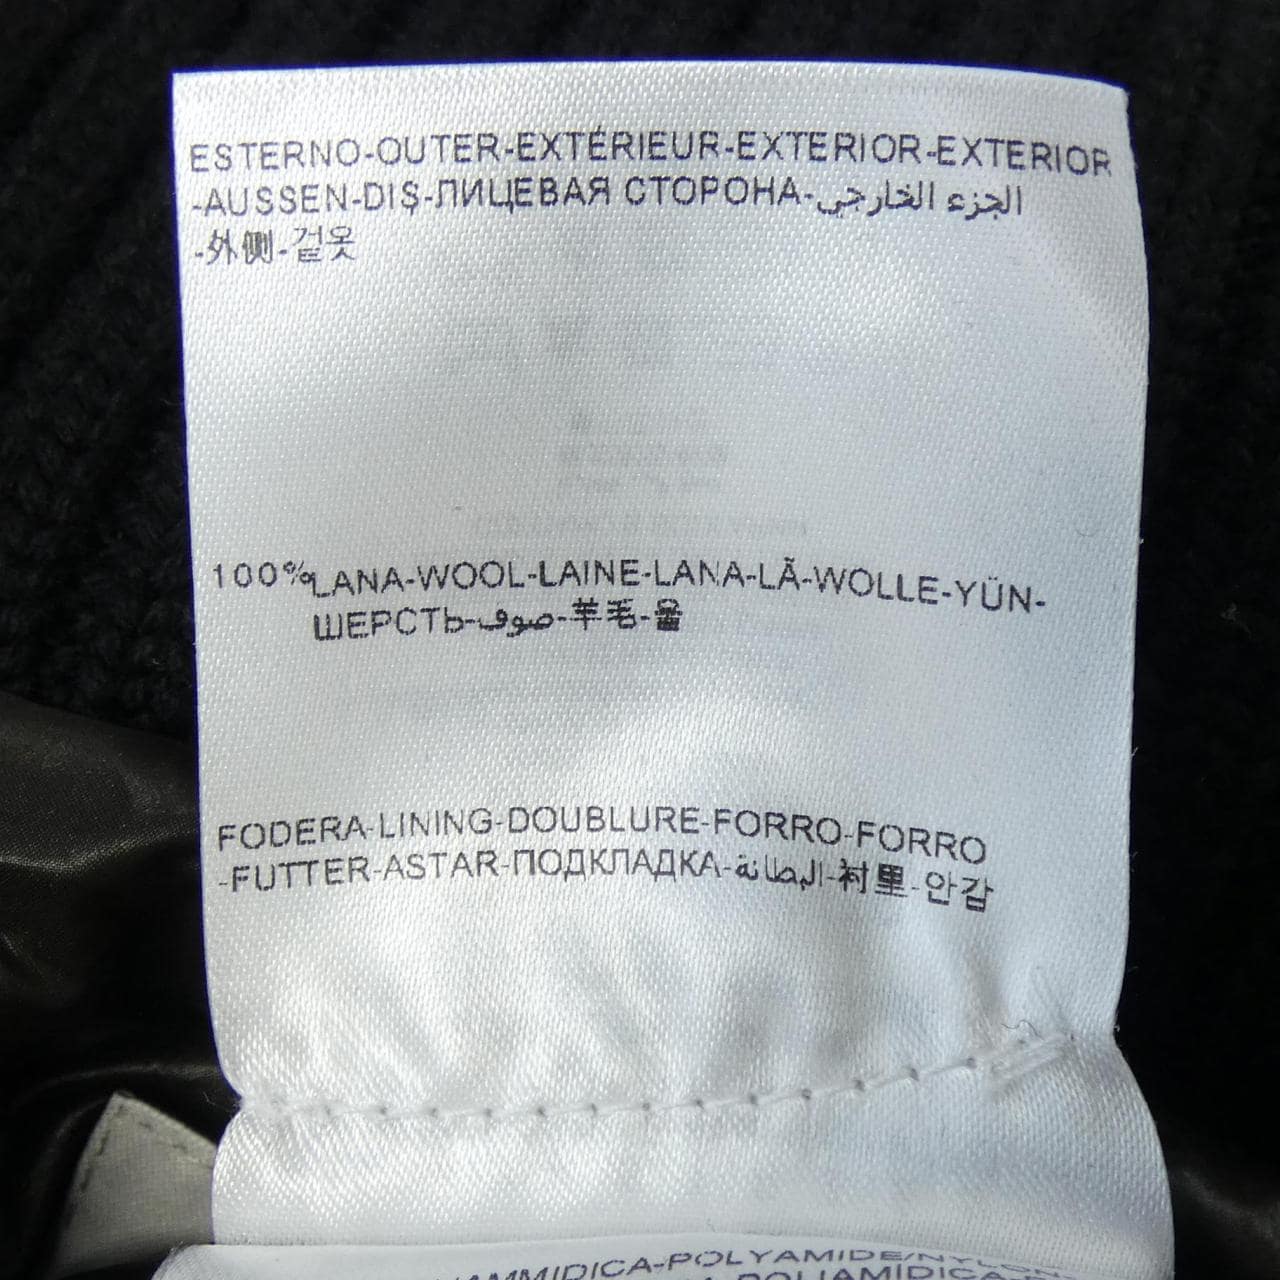 ESTERNO-OUTER-EXTÉRIEUR-EXTERIOR-EXTERIOR
-AUSSEN-DIŞ-ЛИЦЕВАЯ СТОРОНА-الجزء الخارجي
-外側-겉옷
100%LANA-WOOL-LAINE-LANA-LÃ-WOLLE-YÜN-
ШЕРСТЬ-صوف-羊毛-울
FODERA-LINING-DOUBLURE-FORRO-FORRO
-FUTTER-ASTAR-ПОДКЛАДКА-البطانة-衬里-안감
POLYAMIDE/NYLON-